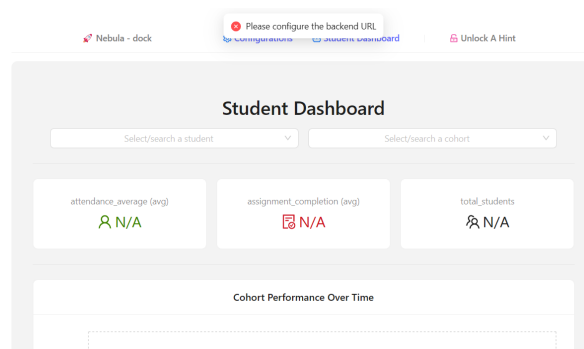 Please configure the backend URL
Nebula - dock
Configurations
Student Dashboard
Unlock A Hint
Student Dashboard
Select/search a student
Select/search a cohort
attendance_average (avg)
assignment_completion (avg)
total_students
N/A
N/A
N/A
Cohort Performance Over Time